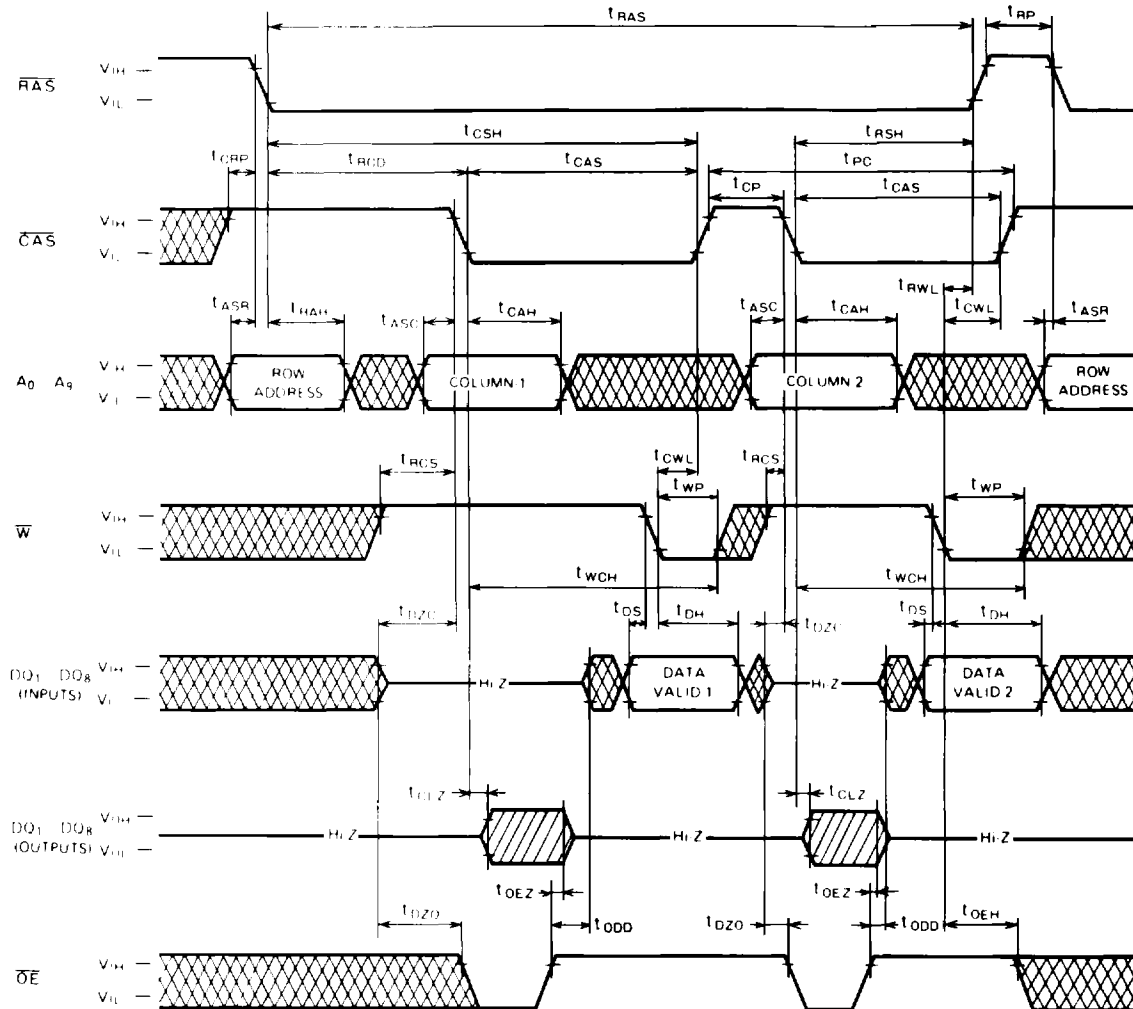 tRAS
tRP
RAS
VIH
VIL
tCSH
tRSH
tCRP
tRCD
tCAS
tPC
tCP
tCAS
CAS
VIH
VIL
tRWL
tASR
tRAH
tASC
tCAH
tASC
tCAH
tCWL
tASR
A0 A9
VIH
VIL
ROW ADDRESS
COLUMN 1
COLUMN 2
ROW ADDRESS
tRCS
tCWL
tWP
tRCS
tWP
W
VIH
VIL
tWCH
tWCH
tDZC
tDS
tDH
tDZC
tDS
tDH
DQ1 DQ8
(INPUTS)
VIH
VIL
Hi-Z
DATA VALID 1
Hi-Z
DATA VALID 2
tCLZ
tCLZ
DQ1 DQ8
(OUTPUTS)
VOH
VOL
Hi-Z
Hi-Z
Hi-Z
tOEZ
tOEZ
tDZO
tODD
tDZO
tODD
tOEH
OE
VIH
VIL